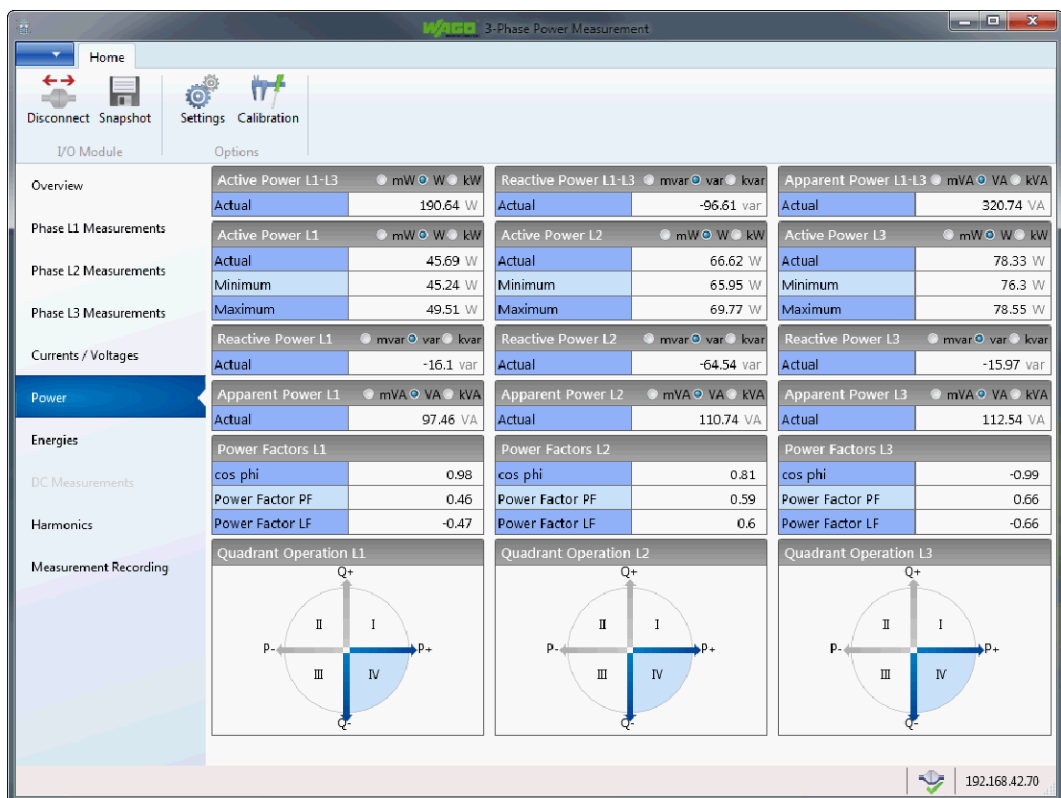 WAGO 3-Phase Power Measurement
Home
Disconnect Snapshot Settings Calibration
I/O Module Options
Overview
Phase L1 Measurements
Phase L2 Measurements
Phase L3 Measurements
Currents / Voltages
Power
Energies
DC Measurements
Harmonics
Measurement Recording
Active Power L1-L3 mW W kW Reactive Power L1-L3 mvar var kvar Apparent Power L1-L3 mVA VA kVA
Actual 190.64 W Actual -96.61 var Actual 320.74 VA
Active Power L1 mW W kW Active Power L2 mW W kW Active Power L3 mW W kW
Actual 45.69 W Actual 66.62 W Actual 78.33 W
Minimum 45.24 W Minimum 65.95 W Minimum 76.3 W
Maximum 49.51 W Maximum 69.77 W Maximum 78.55 W
Reactive Power L1 mvar var kvar Reactive Power L2 mvar var kvar Reactive Power L3 mvar var kvar
Actual -16.1 var Actual -64.54 var Actual -15.97 var
Apparent Power L1 mVA VA kVA Apparent Power L2 mVA VA kVA Apparent Power L3 mVA VA kVA
Actual 97.46 VA Actual 110.74 VA Actual 112.54 VA
Power Factors L1 Power Factors L2 Power Factors L3
cos phi 0.98 cos phi 0.81 cos phi -0.99
Power Factor PF 0.46 Power Factor PF 0.59 Power Factor PF 0.66
Power Factor LF -0.47 Power Factor LF 0.6 Power Factor LF -0.66
Quadrant Operation L1 Quadrant Operation L2 Quadrant Operation L3
Q+ Q+ Q+
II I II I II I
P- P+ P- P+ P- P+
III IV III IV III IV
Q- Q- Q-
192.168.42.70